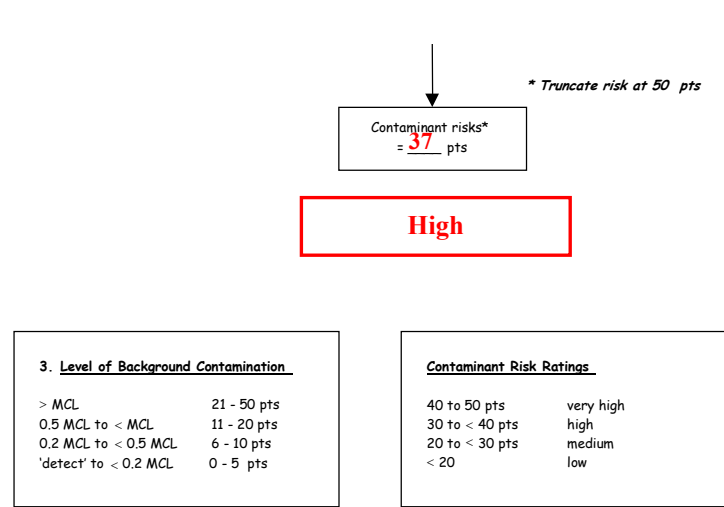 * Truncate risk at 50 pts
Contaminant risks*
= 37 pts
High
3. Level of Background Contamination
> MCL 21 - 50 pts
0.5 MCL to < MCL 11 - 20 pts
0.2 MCL to < 0.5 MCL 6 - 10 pts
'detect' to < 0.2 MCL 0 - 5 pts
Contaminant Risk Ratings
40 to 50 pts very high
30 to < 40 pts high
20 to < 30 pts medium
< 20 low